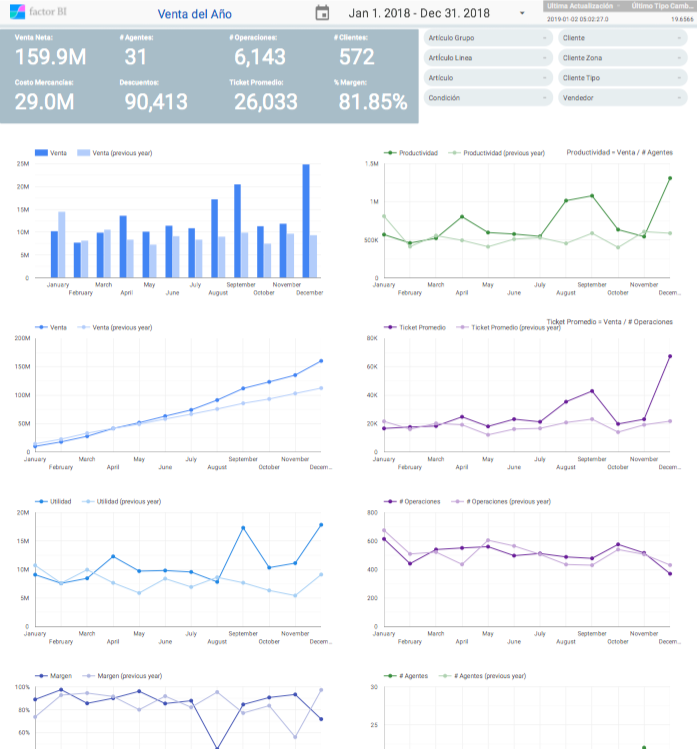 factor BI
Venta del Año
Jan 1. 2018 - Dec 31. 2018
Ultima Actualización
Último Tipo Camb...
2019-01-02 05:02:27.0
19.6566
Venta Neta:
# Agentes:
# Operaciones:
# Clientes:
159.9M
31
6,143
572
Costo Mercancias:
Descuentos:
Ticket Promedio:
% Margen:
29.0M
90,413
26,033
81.85%
Artículo Grupo
Cliente
Artículo Linea
Cliente Zona
Artículo
Cliente Tipo
Condición
Vendedor
Venta
Venta (previous year)
25M
20M
15M
10M
5M
0
January
February
March
April
May
June
July
August
September
October
November
December
Productividad
Productividad (previous year)
Productividad = Venta / # Agentes
1.5M
1M
500K
0
January
February
March
April
May
June
July
August
September
October
November
Decem...
Venta
Venta (previous year)
200M
150M
100M
50M
0
January
February
March
April
May
June
July
August
September
October
November
Decem...
Ticket Promedio = Venta / # Operaciones
Ticket Promedio
Ticket Promedio (previous year)
80K
60K
40K
20K
0
January
February
March
April
May
June
July
August
September
October
November
Decem...
Utilidad
Utilidad (previous year)
20M
15M
10M
5M
0
January
February
March
April
May
June
July
August
September
October
November
Decem...
# Operaciones
# Operaciones (previous year)
800
600
400
200
0
January
February
March
April
May
June
July
August
September
October
November
Decem...
Margen
Margen (previous year)
100%
80%
60%
# Agentes
# Agentes (previous year)
30
25